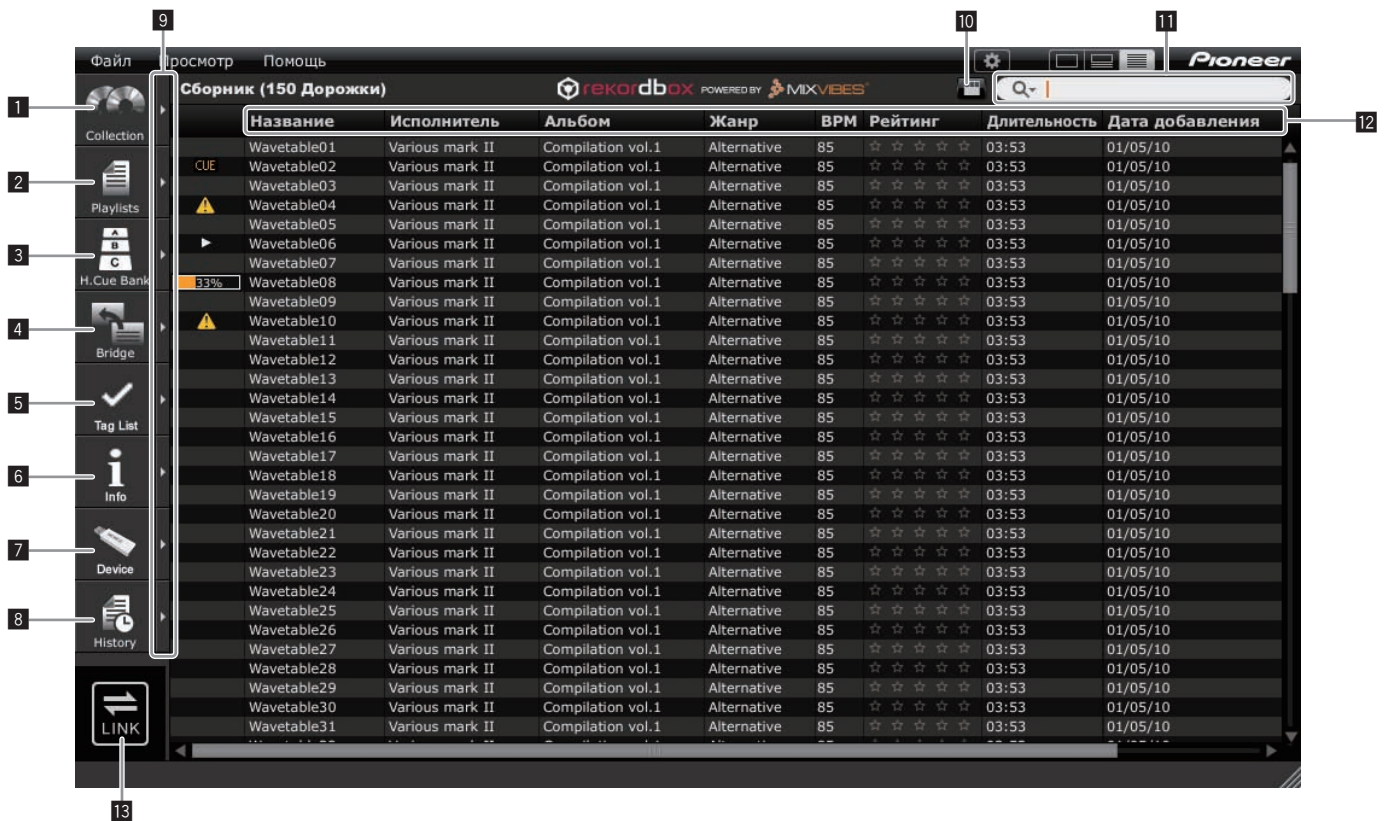 9 10 11
Файл Просмотр Помощь Pioneer
Сборник (150 Дорожки) rekordbox POWERED BY MIXVIBES
Название Исполнитель Альбом Жанр BPM Рейтинг Длительность Дата добавления 12
1 Collection
2 Playlists
3 A B C H.Cue Bank
4 Bridge
5 Tag List
6 Info
7 Device
8 History
LINK
13
Wavetable01 Various mark II Compilation vol.1 Alternative 85 03:53 01/05/10
CUE Wavetable02 Various mark II Compilation vol.1 Alternative 85 03:53 01/05/10
Wavetable03 Various mark II Compilation vol.1 Alternative 85 03:53 01/05/10
Wavetable04 Various mark II Compilation vol.1 Alternative 85 03:53 01/05/10
Wavetable05 Various mark II Compilation vol.1 Alternative 85 03:53 01/05/10
Wavetable06 Various mark II Compilation vol.1 Alternative 85 03:53 01/05/10
Wavetable07 Various mark II Compilation vol.1 Alternative 85 03:53 01/05/10
33% Wavetable08 Various mark II Compilation vol.1 Alternative 85 03:53 01/05/10
Wavetable09 Various mark II Compilation vol.1 Alternative 85 03:53 01/05/10
Wavetable10 Various mark II Compilation vol.1 Alternative 85 03:53 01/05/10
Wavetable11 Various mark II Compilation vol.1 Alternative 85 03:53 01/05/10
Wavetable12 Various mark II Compilation vol.1 Alternative 85 03:53 01/05/10
Wavetable13 Various mark II Compilation vol.1 Alternative 85 03:53 01/05/10
Wavetable14 Various mark II Compilation vol.1 Alternative 85 03:53 01/05/10
Wavetable15 Various mark II Compilation vol.1 Alternative 85 03:53 01/05/10
Wavetable16 Various mark II Compilation vol.1 Alternative 85 03:53 01/05/10
Wavetable17 Various mark II Compilation vol.1 Alternative 85 03:53 01/05/10
Wavetable18 Various mark II Compilation vol.1 Alternative 85 03:53 01/05/10
Wavetable19 Various mark II Compilation vol.1 Alternative 85 03:53 01/05/10
Wavetable20 Various mark II Compilation vol.1 Alternative 85 03:53 01/05/10
Wavetable21 Various mark II Compilation vol.1 Alternative 85 03:53 01/05/10
Wavetable22 Various mark II Compilation vol.1 Alternative 85 03:53 01/05/10
Wavetable23 Various mark II Compilation vol.1 Alternative 85 03:53 01/05/10
Wavetable24 Various mark II Compilation vol.1 Alternative 85 03:53 01/05/10
Wavetable25 Various mark II Compilation vol.1 Alternative 85 03:53 01/05/10
Wavetable26 Various mark II Compilation vol.1 Alternative 85 03:53 01/05/10
Wavetable27 Various mark II Compilation vol.1 Alternative 85 03:53 01/05/10
Wavetable28 Various mark II Compilation vol.1 Alternative 85 03:53 01/05/10
Wavetable29 Various mark II Compilation vol.1 Alternative 85 03:53 01/05/10
Wavetable30 Various mark II Compilation vol.1 Alternative 85 03:53 01/05/10
Wavetable31 Various mark II Compilation vol.1 Alternative 85 03:53 01/05/10